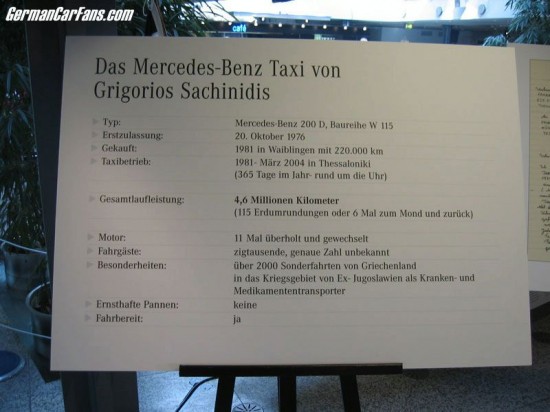 GermanCarFans.com
café
Das Mercedes-Benz Taxi von
Grigorios Sachinidis
Typ: Mercedes-Benz 200 D, Baureihe W 115
Erstzulassung: 20. Oktober 1976
Gekauft: 1981 in Waiblingen mit 220.000 km
Taxibetrieb: 1981- März 2004 in Thessaloniki
(365 Tage im Jahr- rund um die Uhr)
Gesamtlaufleistung: 4,6 Millionen Kilometer
(115 Erdumrundungen oder 6 Mal zum Mond und zurück)
Motor: 11 Mal überholt und gewechselt
Fahrgäste: zigtausende, genaue Zahl unbekannt
Besonderheiten: über 2000 Sonderfahrten von Griechenland
in das Kriegsgebiet von Ex- Jugoslawien als Kranken- und
Medikamententransporter
Ernsthafte Pannen: keine
Fahrbereit: ja